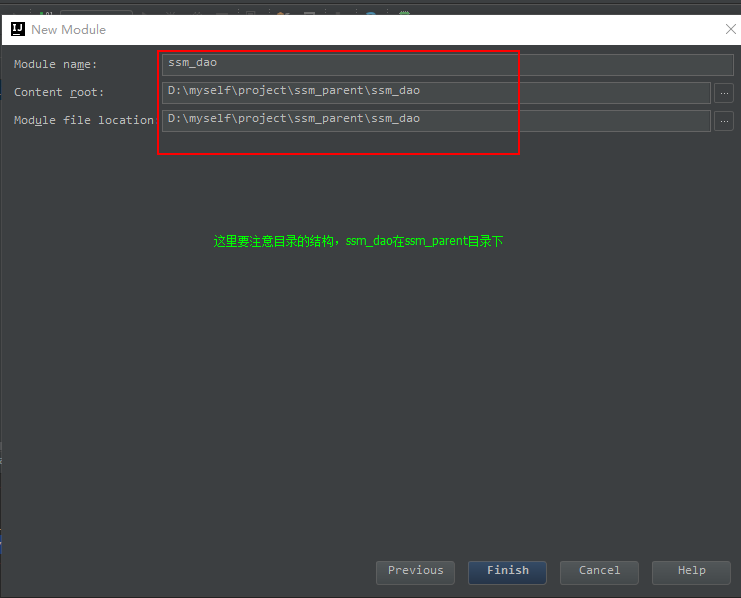 New Module
Module name: ssm_dao
Content root: D:\myself\project\ssm_parent\ssm_dao ...
Module file location: D:\myself\project\ssm_parent\ssm_dao ...
这里要注意目录的结构，ssm_dao在ssm_parent目录下
Previous Finish Cancel Help